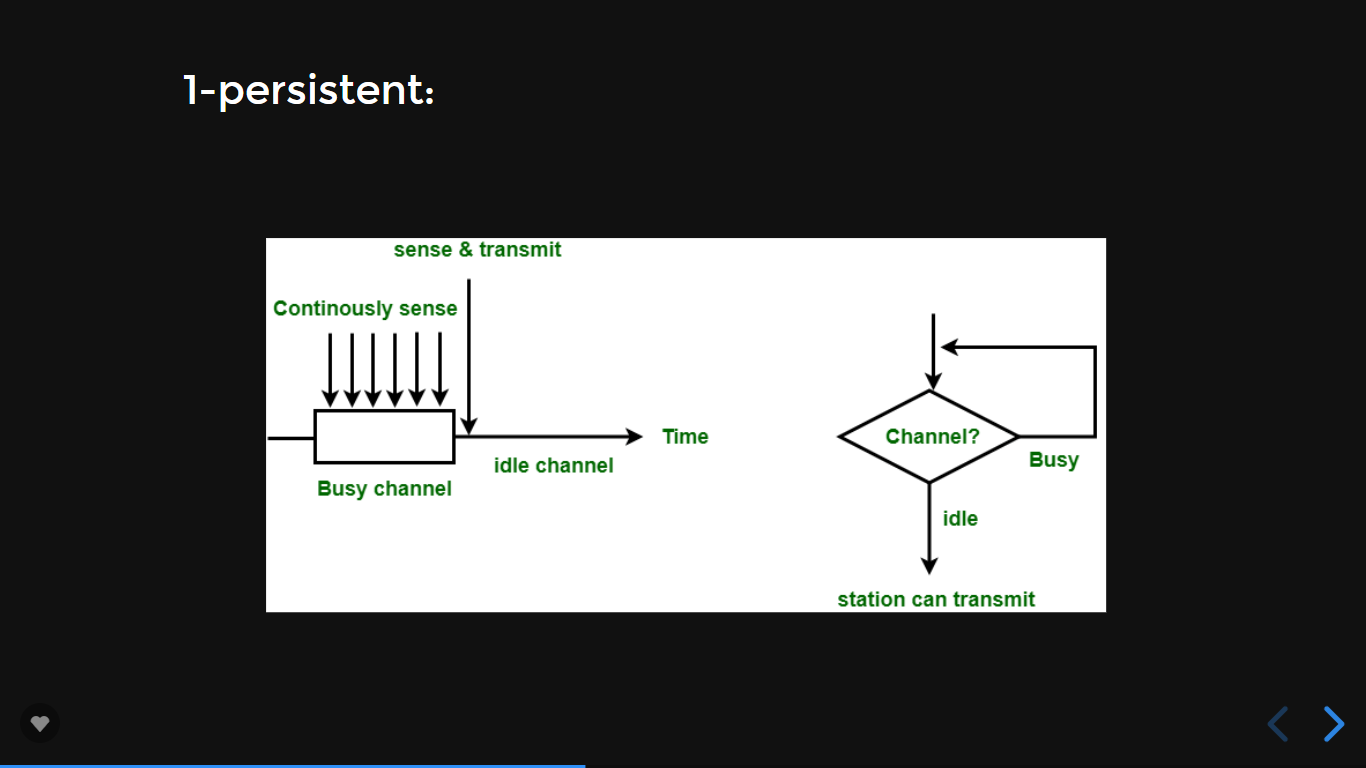 1-persistent:
sense & transmit
Continously sense
Time
idle channel
Busy channel
Channel?
Busy
idle
station can transmit